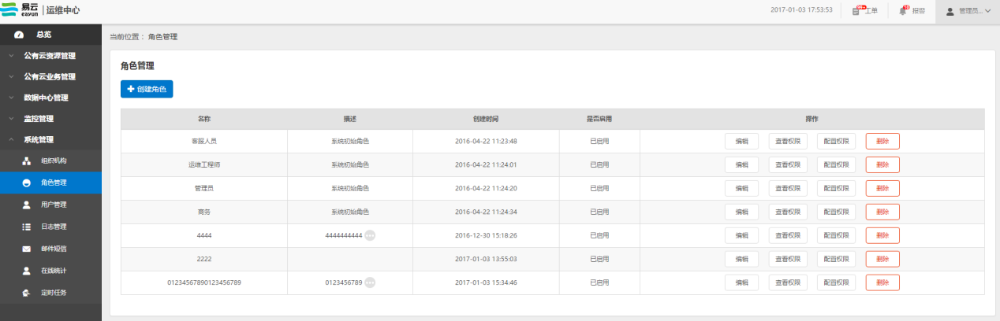 易云 eayun 运维中心 2017-01-03 17:53:53 99+ 工单 10 报警 管理员...
总览
公有云资源管理
公有云业务管理
数据中心管理
监控管理
系统管理
组织机构
角色管理
用户管理
日志管理
邮件短信
在线统计
定时任务
当前位置： 角色管理
角色管理
创建角色
名称 描述 创建时间 是否启用 操作
客服人员 系统初始角色 2016-04-22 11:23:48 已启用 编辑 查看权限 配置权限 删除
运维工程师 系统初始角色 2016-04-22 11:24:01 已启用 编辑 查看权限 配置权限 删除
管理员 系统初始角色 2016-04-22 11:24:20 已启用 编辑 查看权限 配置权限 删除
商务 系统初始角色 2016-04-22 11:24:34 已启用 编辑 查看权限 配置权限 删除
4444 4444444444 2016-12-30 15:18:26 已启用 编辑 查看权限 配置权限 删除
2222 2017-01-03 13:55:03 已启用 编辑 查看权限 配置权限 删除
01234567890123456789 0123456789 2017-01-03 15:34:46 已启用 编辑 查看权限 配置权限 删除